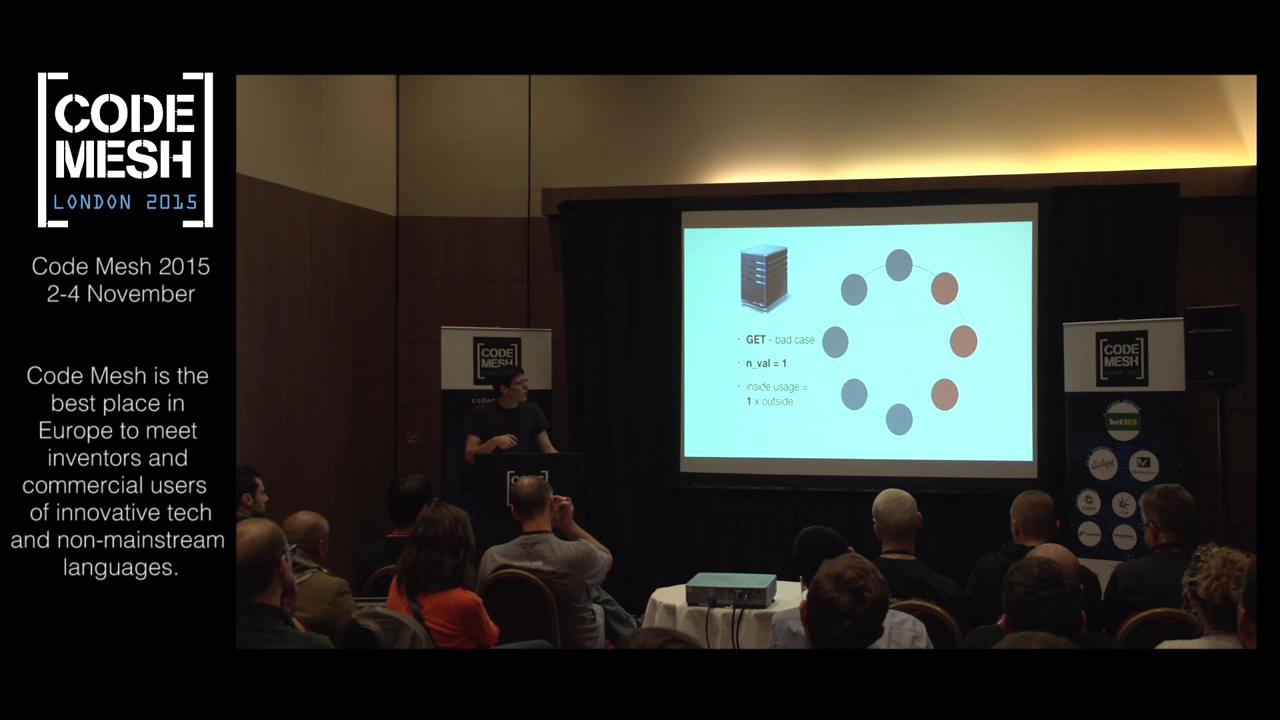 CODE
MESH
LONDON 2015
Code Mesh 2015
2-4 November
Code Mesh is the
best place in
Europe to meet
inventors and
commercial users
of innovative tech
and non-mainstream
languages.
GET - bad case
n_val = 1
inside usage =
1 x outside
CODE
MESH
CODE
MESH
bet365